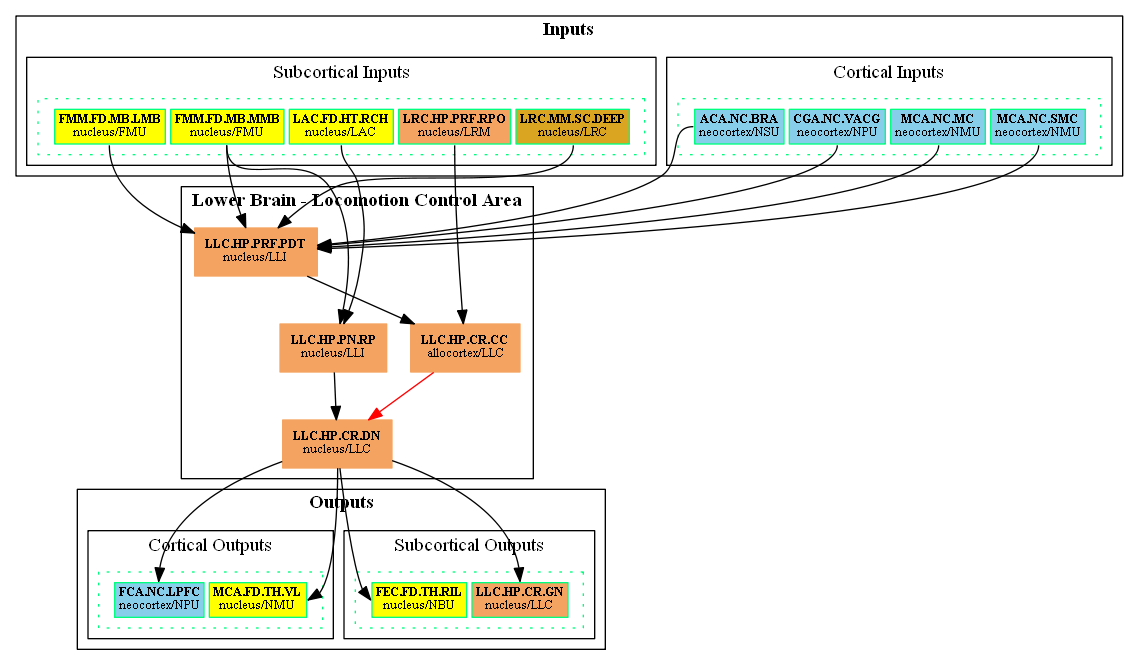 Inputs
Subcortical Inputs
Cortical Inputs
FMM.FD.MB.LMB
nucleus/FMU
FMM.FD.MB.MMB
nucleus/FMU
LAC.FD.HT.RCH
nucleus/LAC
LRC.HP.PRF.RPO
nucleus/LRM
LRC.MM.SC.DEEP
nucleus/LRC
ACA.NC.BRA
neocortex/NSU
CGA.NC.VACG
neocortex/NPU
MCA.NC.MC
neocortex/NMU
MCA.NC.SMC
neocortex/NMU
Lower Brain - Locomotion Control Area
LLC.HP.PRF.PDT
nucleus/LLI
LLC.HP.PN.RP
nucleus/LLI
LLC.HP.CR.CC
allocortex/LLC
LLC.HP.CR.DN
nucleus/LLC
Outputs
Cortical Outputs
Subcortical Outputs
FCA.NC.LPFC
neocortex/NPU
MCA.FD.TH.VL
nucleus/NMU
FEC.FD.TH.RIL
nucleus/NBU
LLC.HP.CR.GN
nucleus/LLC